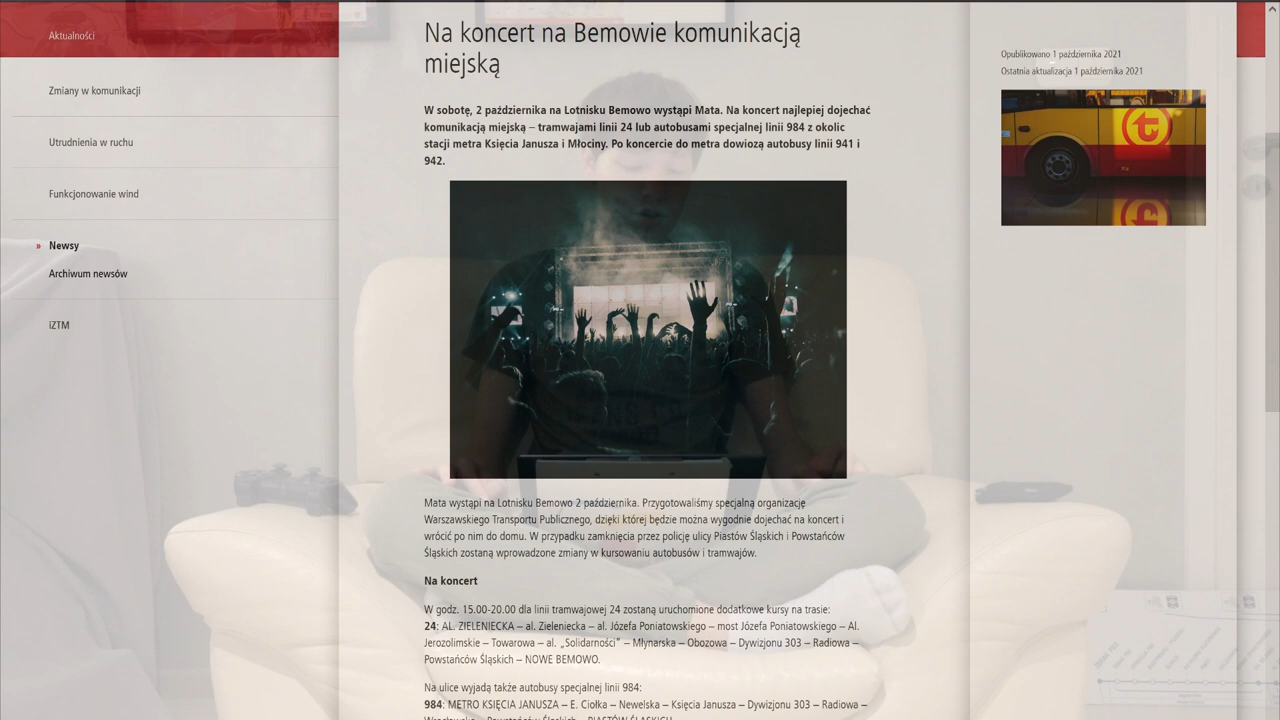 Aktualności
Zmiany w komunikacji
Utrudnienia w ruchu
Funkcjonowanie wind
» Newsy
Archiwum newsów
iZTM
Na koncert na Bemowie komunikacją
miejską
W sobotę, 2 października na Lotnisku Bemowo wystąpi Mata. Na koncert najlepiej dojechać
komunikacją miejską – tramwajami linii 24 lub autobusami specjalnej linii 984 z okolic
stacji metra Księcia Janusza i Młociny. Po koncercie do metra dowiozą autobusy linii 941 i
942.
Mata wystąpi na Lotnisku Bemowo 2 października. Przygotowaliśmy specjalną organizację
Warszawskiego Transportu Publicznego, dzięki której będzie można wygodnie dojechać na koncert i
wrócić po nim do domu. W przypadku zamknięcia przez policję ulicy Piastów Śląskich i Powstańców
Śląskich zostaną wprowadzone zmiany w kursowaniu autobusów i tramwajów.
Na koncert
W godz. 15.00-20.00 dla linii tramwajowej 24 zostaną uruchomione dodatkowe kursy na trasie:
24: AL. ZIELENIECKA – al. Zieleniecka – al. Józefa Poniatowskiego – most Józefa Poniatowskiego – Al.
Jerozolimskie – Towarowa – al. „Solidarności” – Młynarska – Obozowa – Dywizjonu 303 – Radiowa –
Powstańców Śląskich – NOWE BEMOWO.
Na ulice wyjadą także autobusy specjalnej linii 984:
984: METRO KSIĘCIA JANUSZA – E. Ciołka – Newelska – Księcia Janusza – Dywizjonu 303 – Radiowa –
Wrocławska – Powstańców Śląskich – PIASTÓW ŚLĄSKICH
Opublikowano 1 października 2021
Ostatnia aktualizacja 1 października 2021
t